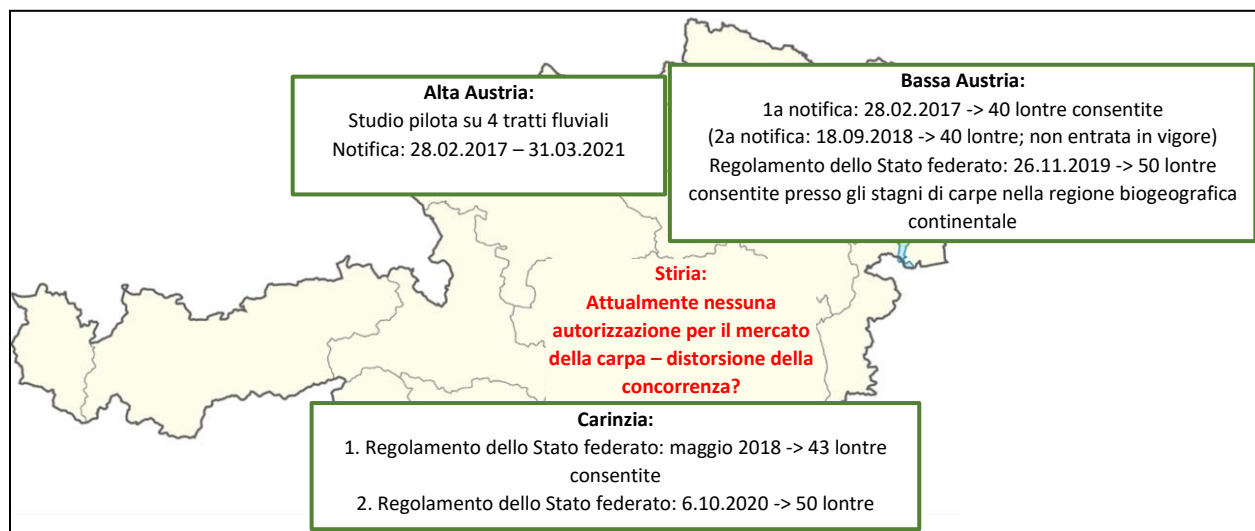 Alta Austria:
Studio pilota su 4 tratti fluviali
Notifica: 28.02.2017 – 31.03.2021
Bassa Austria:
1a notifica: 28.02.2017 -> 40 lontre consentite
(2a notifica: 18.09.2018 -> 40 lontre; non entrata in vigore)
Regolamento dello Stato federato: 26.11.2019 -> 50 lontre
consentite presso gli stagni di carpe nella regione biogeografica
continentale
Stiria:
Attualmente nessuna
autorizzazione per il mercato
della carpa – distorsione della
concorrenza?
Carinzia:
1. Regolamento dello Stato federato: maggio 2018 -> 43 lontre
consentite
2. Regolamento dello Stato federato: 6.10.2020 -> 50 lontre